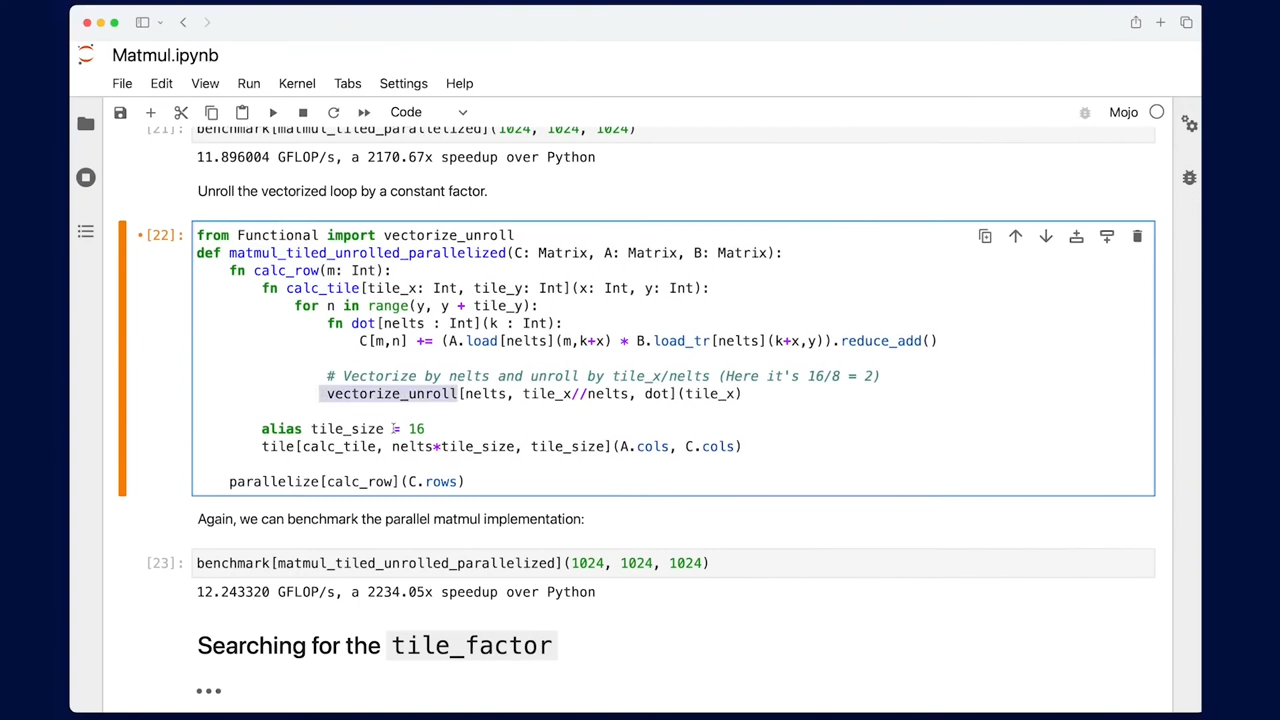 Matmul.ipynb
File Edit View Run Kernel Tabs Settings Help
Code
Mojo
[21]: benchmark[matmul_tiled_parallelized](1024, 1024, 1024)
11.896004 GFLOP/s, a 2170.67x speedup over Python
Unroll the vectorized loop by a constant factor.
[22]: from Functional import vectorize_unroll
def matmul_tiled_unrolled_parallelized(C: Matrix, A: Matrix, B: Matrix):
fn calc_row(m: Int):
fn calc_tile[tile_x: Int, tile_y: Int](x: Int, y: Int):
for n in range(y, y + tile_y):
fn dot[nelts : Int](k : Int):
C[m,n] += (A.load[nelts](m,k+x) * B.load_tr[nelts](k+x,y)).reduce_add()
# Vectorize by nelts and unroll by tile_x/nelts (Here it's 16/8 = 2)
vectorize_unroll[nelts, tile_x//nelts, dot](tile_x)
alias tile_size = 16
tile[calc_tile, nelts*tile_size, tile_size](A.cols, C.cols)
parallelize[calc_row](C.rows)
Again, we can benchmark the parallel matmul implementation:
[23]: benchmark[matmul_tiled_unrolled_parallelized](1024, 1024, 1024)
12.243320 GFLOP/s, a 2234.05x speedup over Python
Searching for the tile_factor